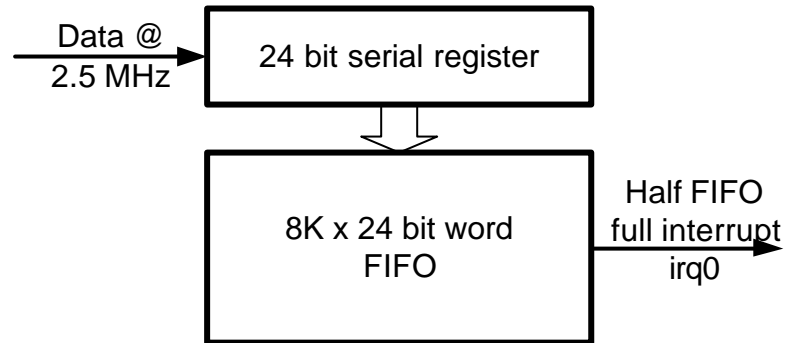 Data @
2.5 MHz
24 bit serial register
8K x 24 bit word
FIFO
Half FIFO
full interrupt
irq0